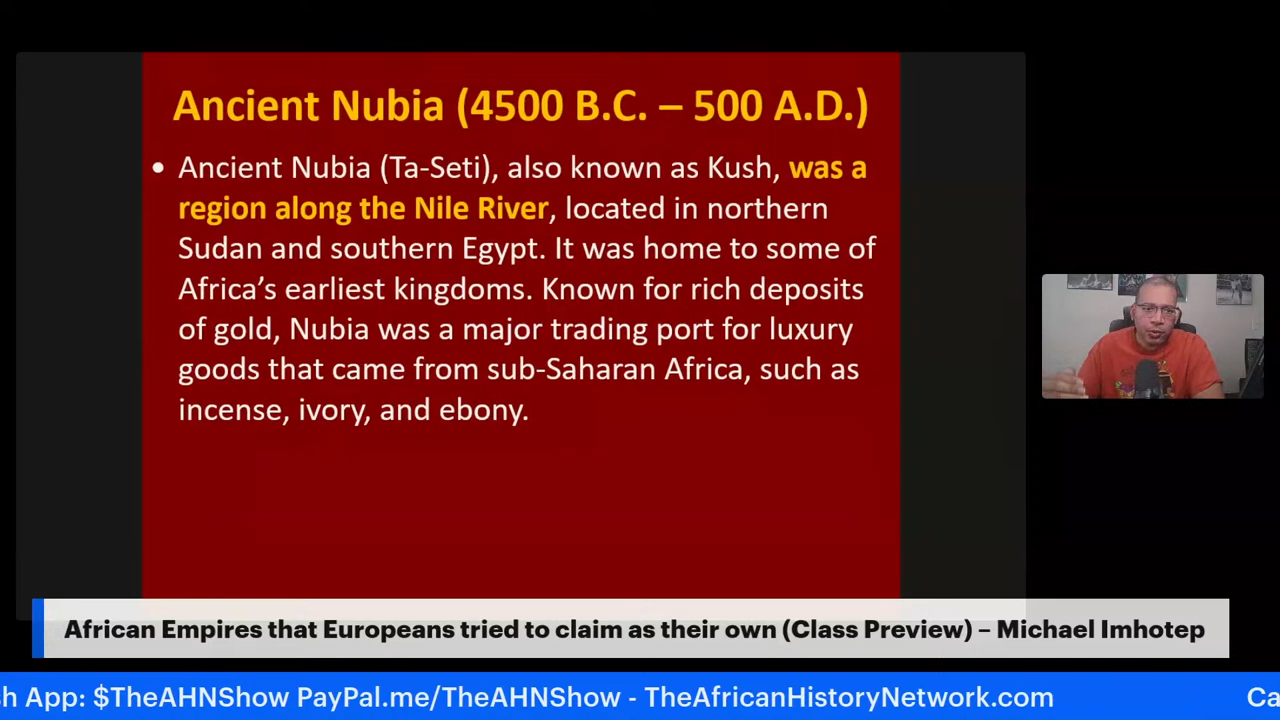 Ancient Nubia (4500 B.C. – 500 A.D.)
• Ancient Nubia (Ta-Seti), also known as Kush, was a
region along the Nile River, located in northern
Sudan and southern Egypt. It was home to some of
Africa’s earliest kingdoms. Known for rich deposits
of gold, Nubia was a major trading port for luxury
goods that came from sub-Saharan Africa, such as
incense, ivory, and ebony.
African Empires that Europeans tried to claim as their own (Class Preview) – Michael Imhotep
sh App: $TheAHNShow PayPal.me/TheAHNShow - TheAfricanHistoryNetwork.com Ca